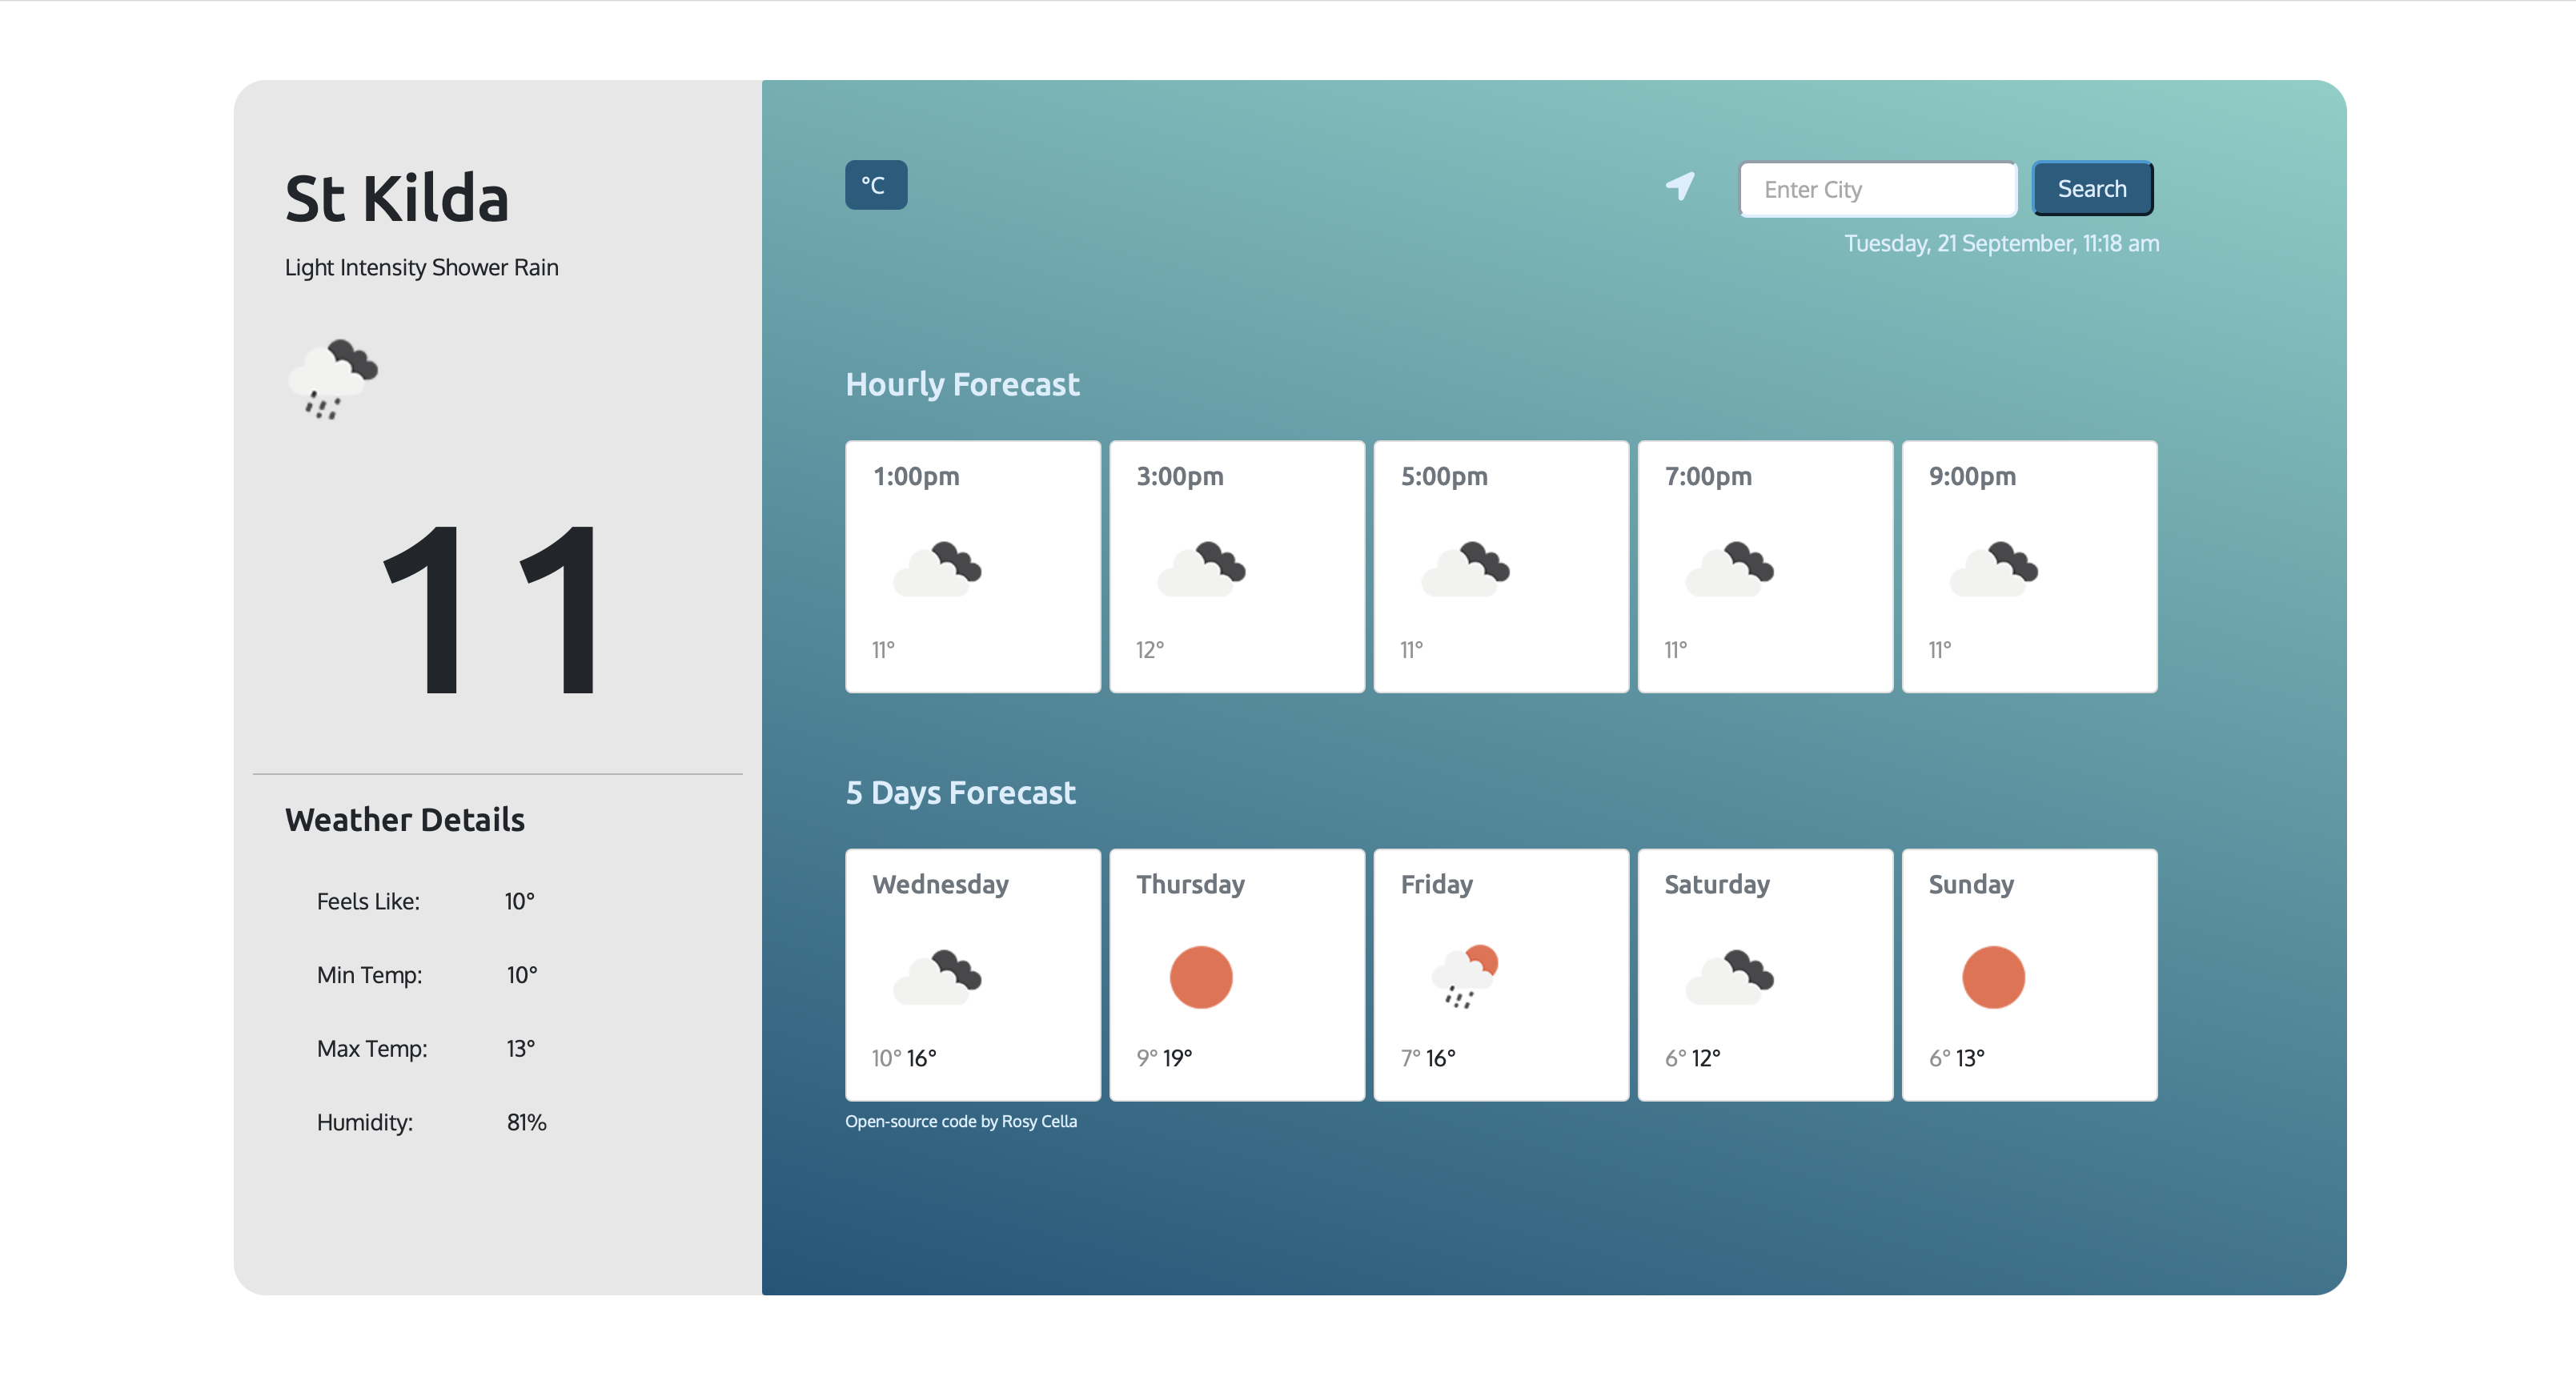 St Kilda
Light Intensity Shower Rain
11
Weather Details
Feels Like: 10°
Min Temp: 10°
Max Temp: 13°
Humidity: 81%
°C
Enter City
Search
Tuesday, 21 September, 11:18 am
Hourly Forecast
1:00pm 3:00pm 5:00pm 7:00pm 9:00pm
11° 12° 11° 11° 11°
5 Days Forecast
Wednesday Thursday Friday Saturday Sunday
10° 16° 9° 19° 7° 16° 6° 12° 6° 13°
Open-source code by Rosy Cella